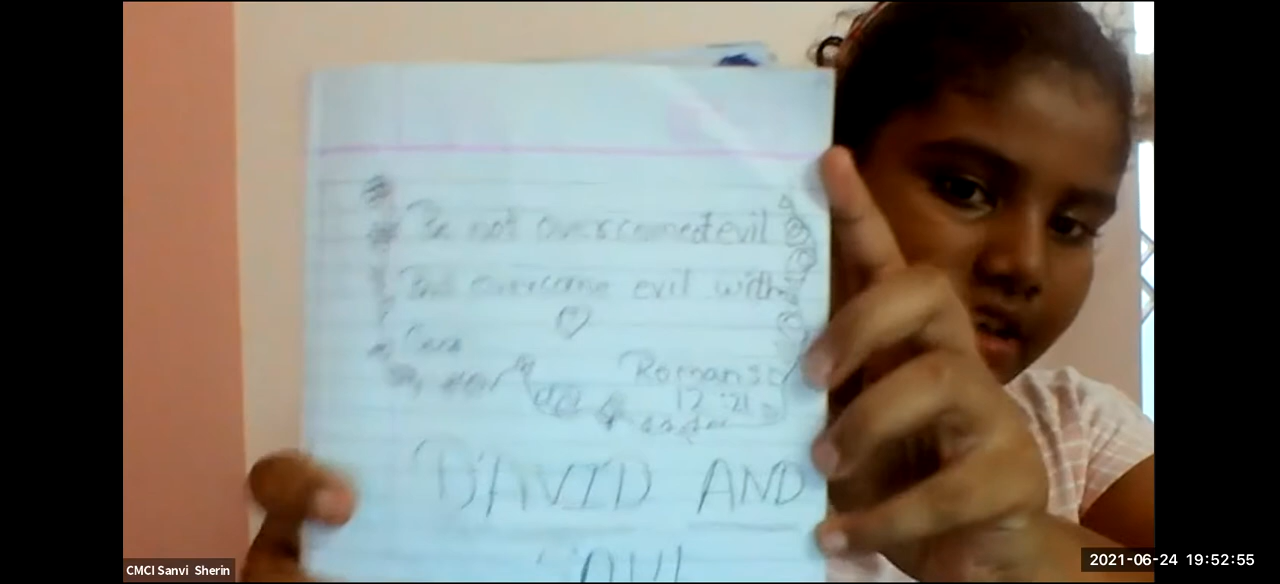 Be not overcomed evil
But overcome evil with
Good
Romans
12:21
DAVID AND
CMCI Sanvi Sherin
2021-06-24 19:52:55